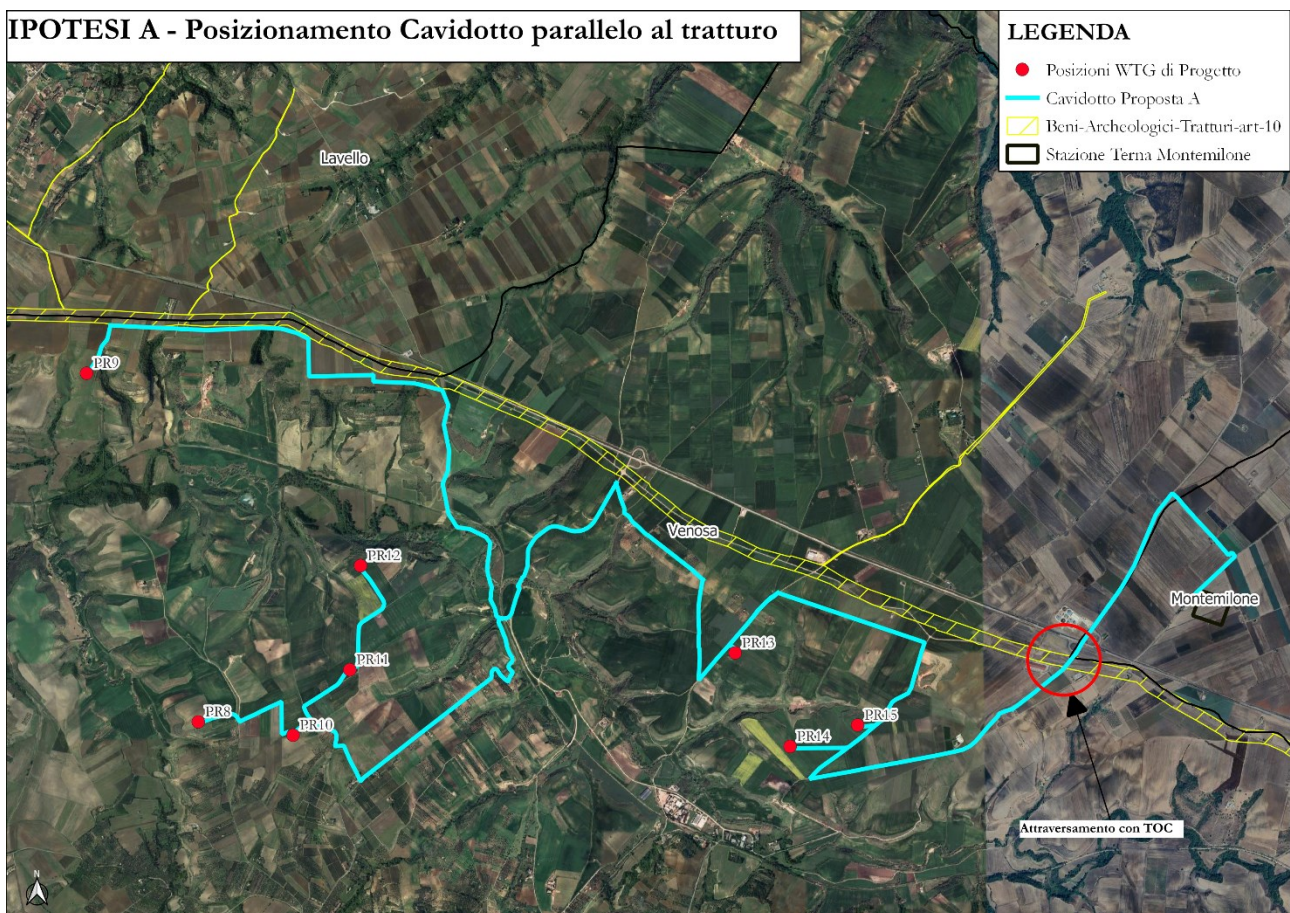 IPOTESI A - Posizionamento Cavidotto parallelo al tratturo
LEGENDA
Posizioni WTG di Progetto
Cavidotto Proposta A
Beni-Archeologici-Tratturi-art-10
Stazione Terna Montemilone
Lavello
PR9
Venosa
PR12
Montemilone
PR13
PR11
PR8
PR10
PR15
PR14
Attraversamento con TOC
N